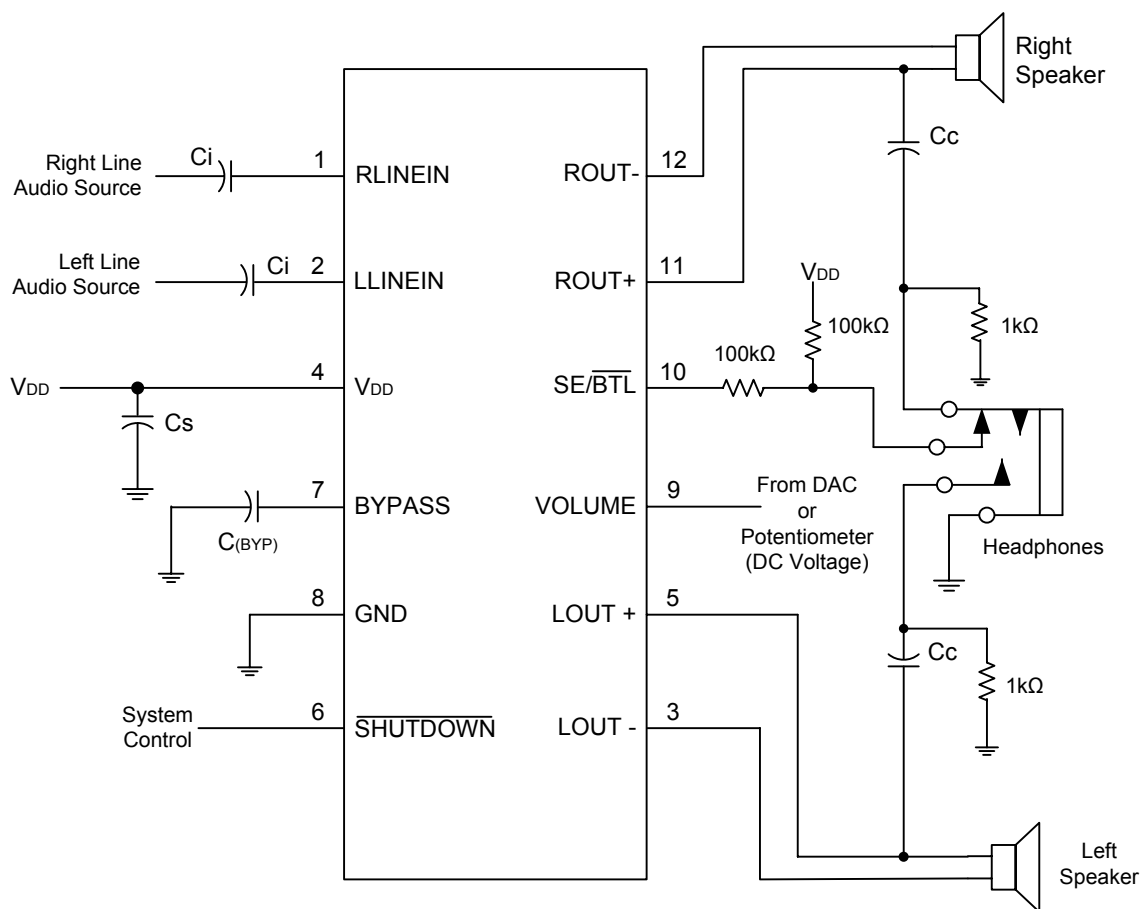 Right
Speaker
Cc
Right Line
Audio Source
Ci
1
RLINEIN
ROUT-
12
Left Line
Audio Source
Ci
2
LLINEIN
ROUT+
11
VDD
100kΩ
1kΩ
100kΩ
VDD
4
VDD
SE/BTL
10
Cs
7
BYPASS
VOLUME
9
From DAC
or
Potentiometer
(DC Voltage)
C(BYP)
Headphones
8
GND
LOUT +
5
Cc
1kΩ
System
Control
6
SHUTDOWN
LOUT -
3
Left
Speaker